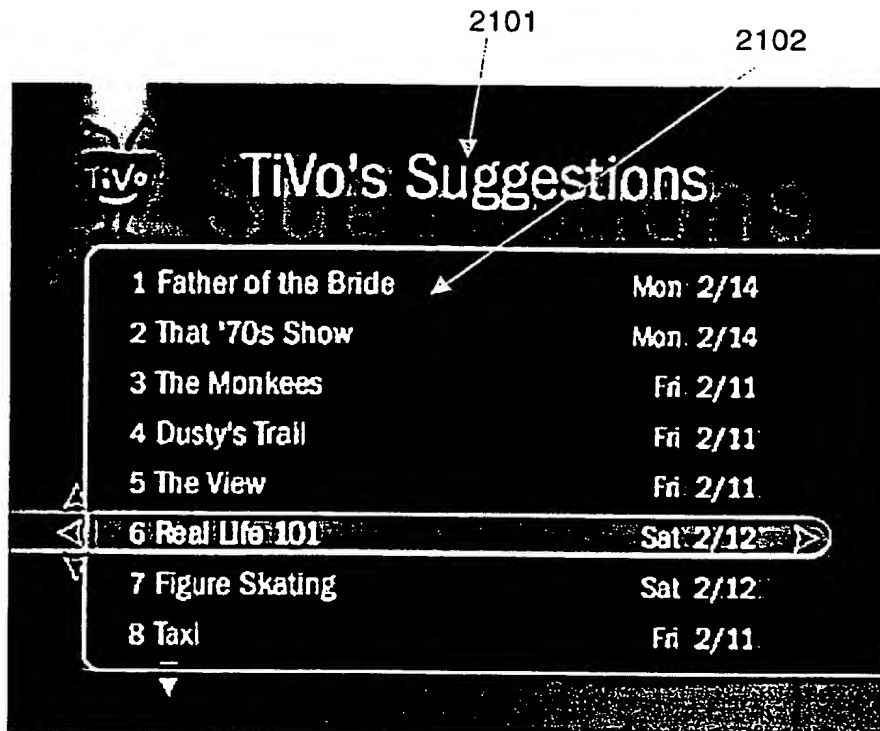 2101
2102
TiVo
TiVo's Suggestions
1 Father of the Bride Mon 2/14
2 That '70s Show Mon. 2/14
3 The Monkees Fri 2/11
4 Dusty's Trail Fri 2/11
5 The View Fri 2/11
6 Real Life 101 Sat 2/12
7 Figure Skating Sat 2/12
8 Taxi Fri 2/11